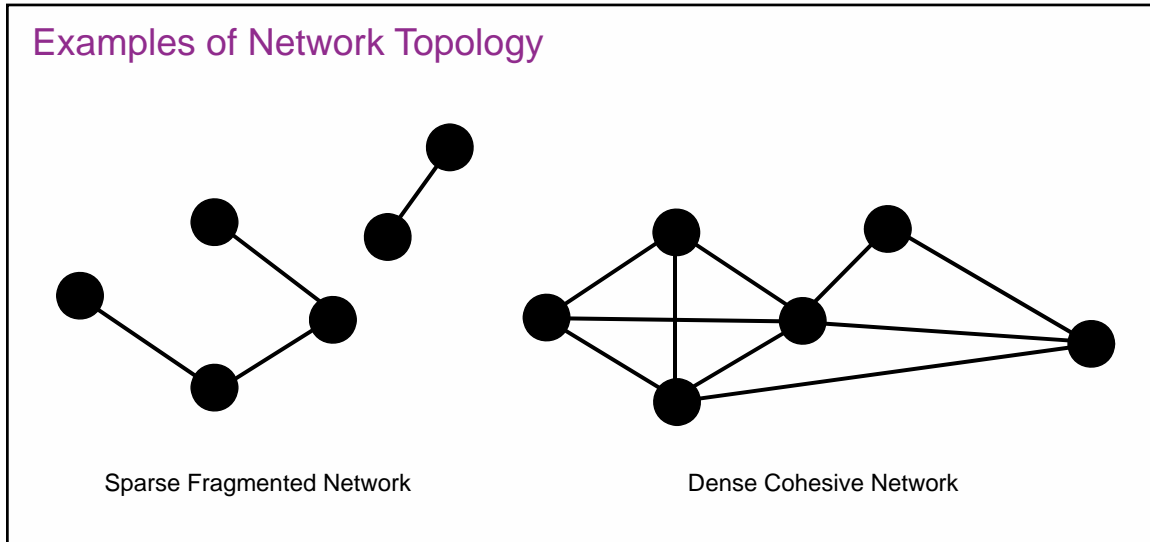 Examples of Network Topology
Sparse Fragmented Network
Dense Cohesive Network